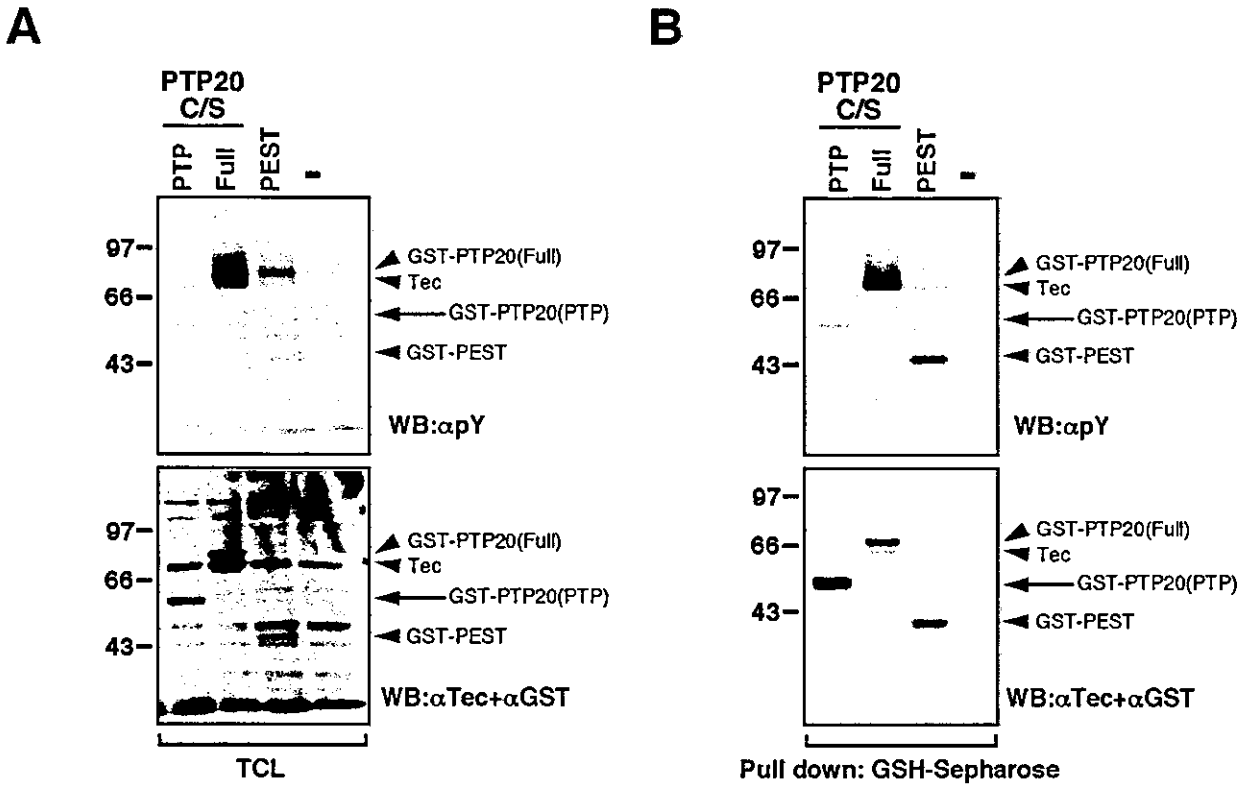 A
PTP20
C/S
PTP
Full
PEST
-
97
66
43
GST-PTP20(Full)
Tec
GST-PTP20(PTP)
GST-PEST
WB:αpY
97
66
43
GST-PTP20(Full)
Tec
GST-PTP20(PTP)
GST-PEST
WB:αTec+αGST
TCL
B
PTP20
C/S
PTP
Full
PEST
-
97
66
43
GST-PTP20(Full)
Tec
GST-PTP20(PTP)
GST-PEST
WB:αpY
97
66
43
GST-PTP20(Full)
Tec
GST-PTP20(PTP)
GST-PEST
WB:αTec+αGST
Pull down: GSH-Sepharose